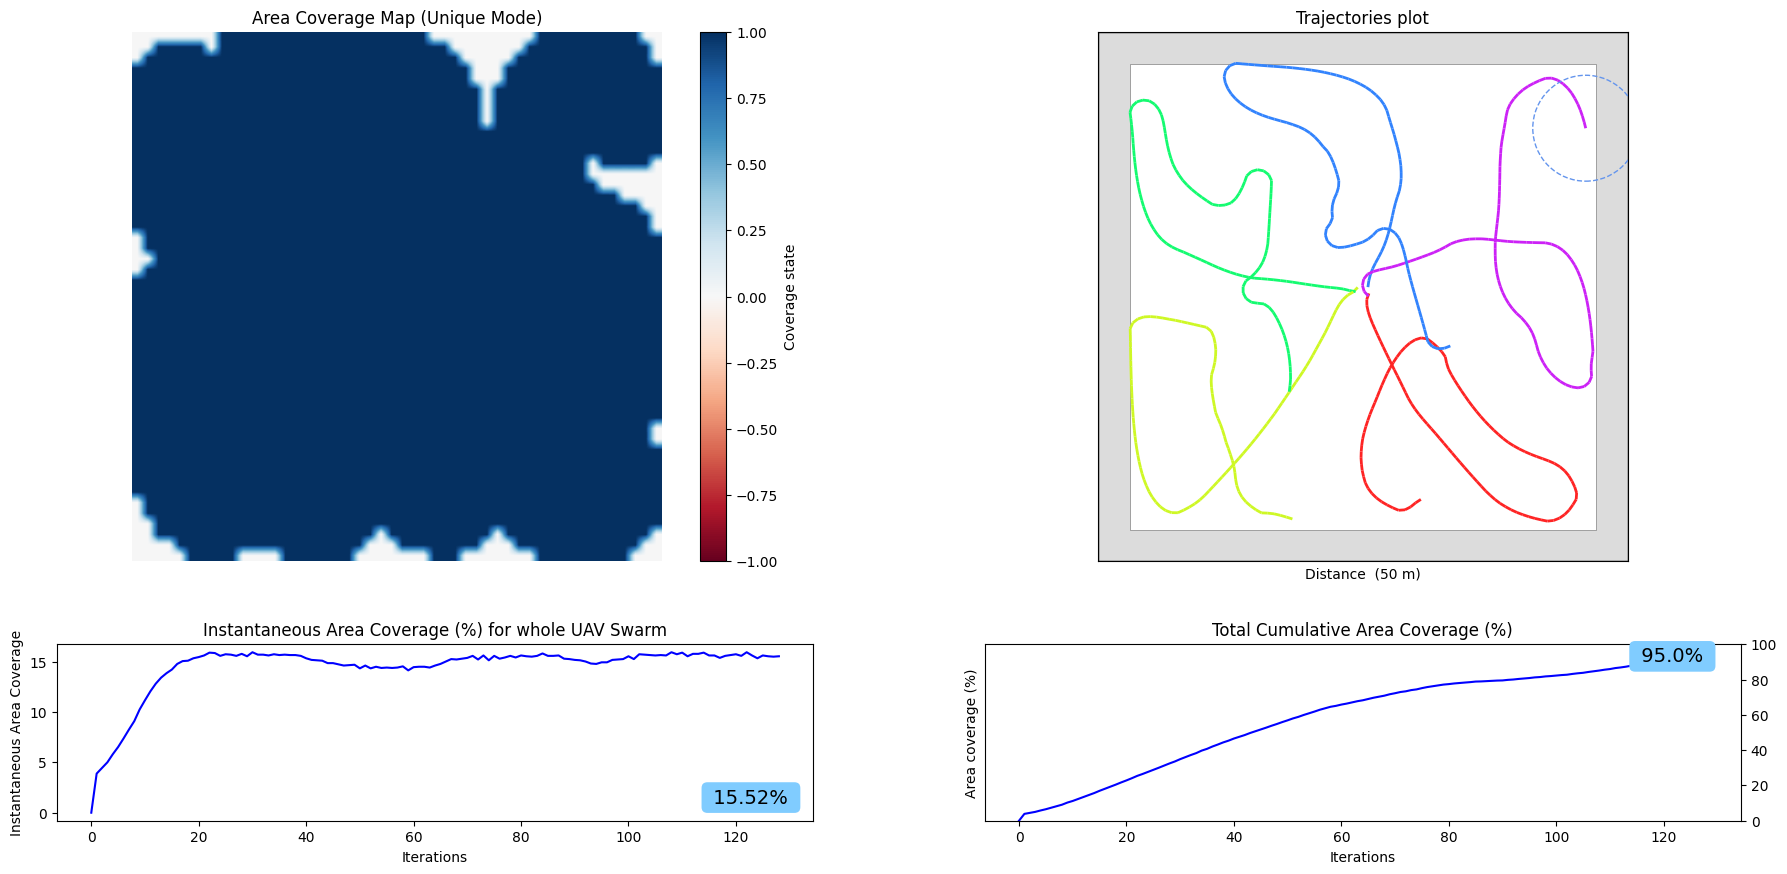 Area Coverage Map (Unique Mode)
1.00
0.75
0.50
0.25
0.00
−0.25
−0.50
−0.75
−1.00
Coverage state
Trajectories plot
Distance  (50 m)
Instantaneous Area Coverage (%) for whole UAV Swarm
Instantaneous Area Coverage
15
10
5
0
15.52%
0 20 40 60 80 100 120
Iterations
Total Cumulative Area Coverage (%)
Area coverage (%)
95.0%
100
80
60
40
20
0
0 20 40 60 80 100 120
Iterations